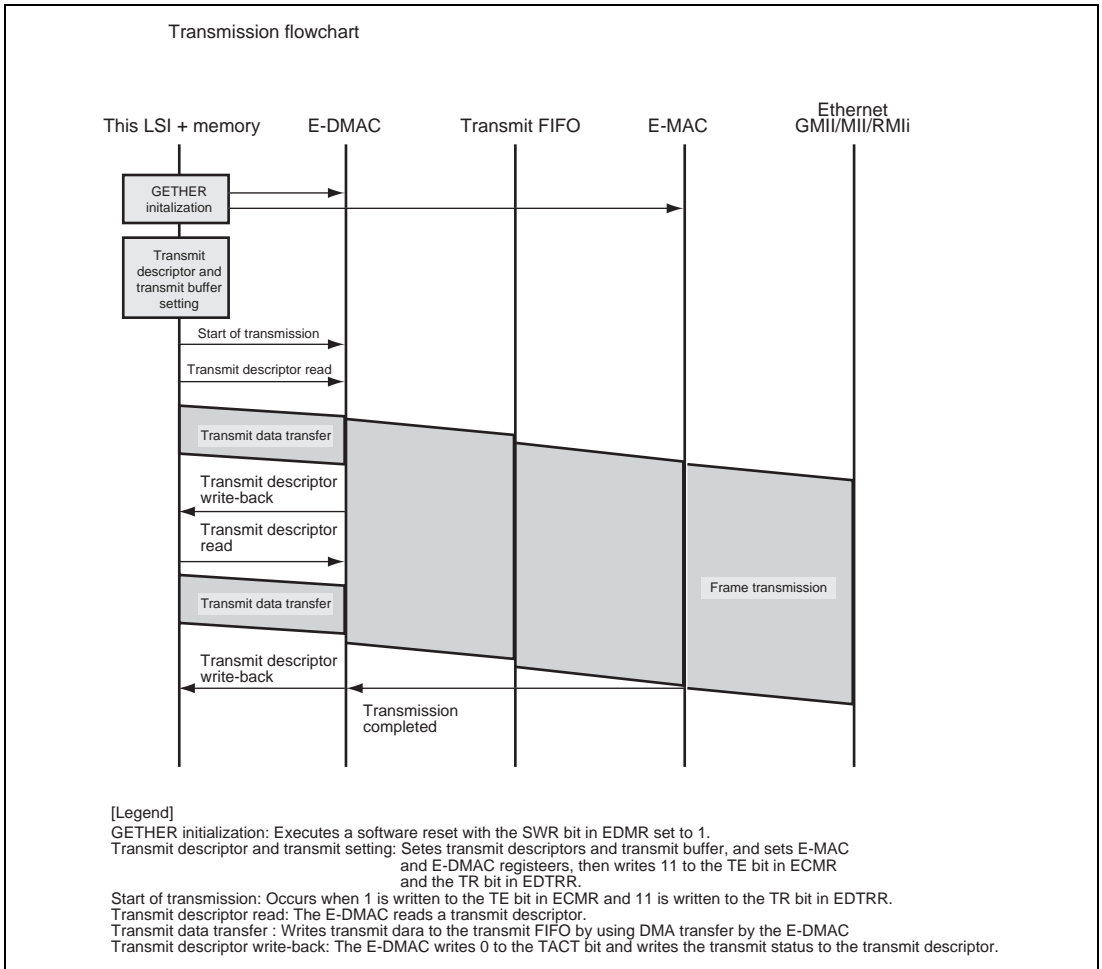 Transmission flowchart
This LSI + memory
E-DMAC
Transmit FIFO
E-MAC
Ethernet
GMII/MII/RMIi
GETHER
initalization
Transmit
descriptor and
transmit buffer
setting
Start of transmission
Transmit descriptor read
Transmit data transfer
Transmit descriptor
write-back
Transmit descriptor
read
Frame transmission
Transmit data transfer
Transmit descriptor
write-back
Transmission
completed
[Legend]
GETHER initialization: Executes a software reset with the SWR bit in EDMR set to 1.
Transmit descriptor and transmit setting: Setes transmit descriptors and transmit buffer, and sets E-MAC
and E-DMAC registeers, then writes 11 to the TE bit in ECMR
and the TR bit in EDTRR.
Start of transmission: Occurs when 1 is written to the TE bit in ECMR and 11 is written to the TR bit in EDTRR.
Transmit descriptor read: The E-DMAC reads a transmit descriptor.
Transmit data transfer : Writes transmit dara to the transmit FIFO by using DMA transfer by the E-DMAC
Transmit descriptor write-back: The E-DMAC writes 0 to the TACT bit and writes the transmit status to the transmit descriptor.